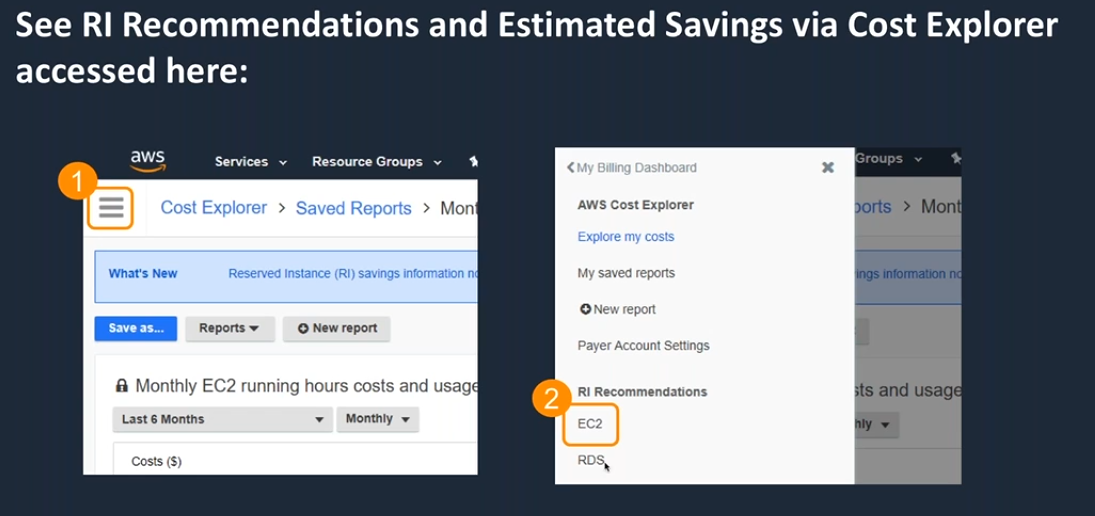 See RI Recommendations and Estimated Savings via Cost Explorer
accessed here:
aws
Services
Resource Groups
1
Cost Explorer > Saved Reports > Mont
What's New
Reserved Instance (RI) savings information no
Save as...
Reports
New report
Monthly EC2 running hours costs and usage
Last 6 Months
Monthly
Costs ($)
My Billing Dashboard
AWS Cost Explorer
Explore my costs
My saved reports
New report
Payer Account Settings
RI Recommendations
2
EC2
RDS
Groups
ports > Mont
ings information no
sts and usage
hly